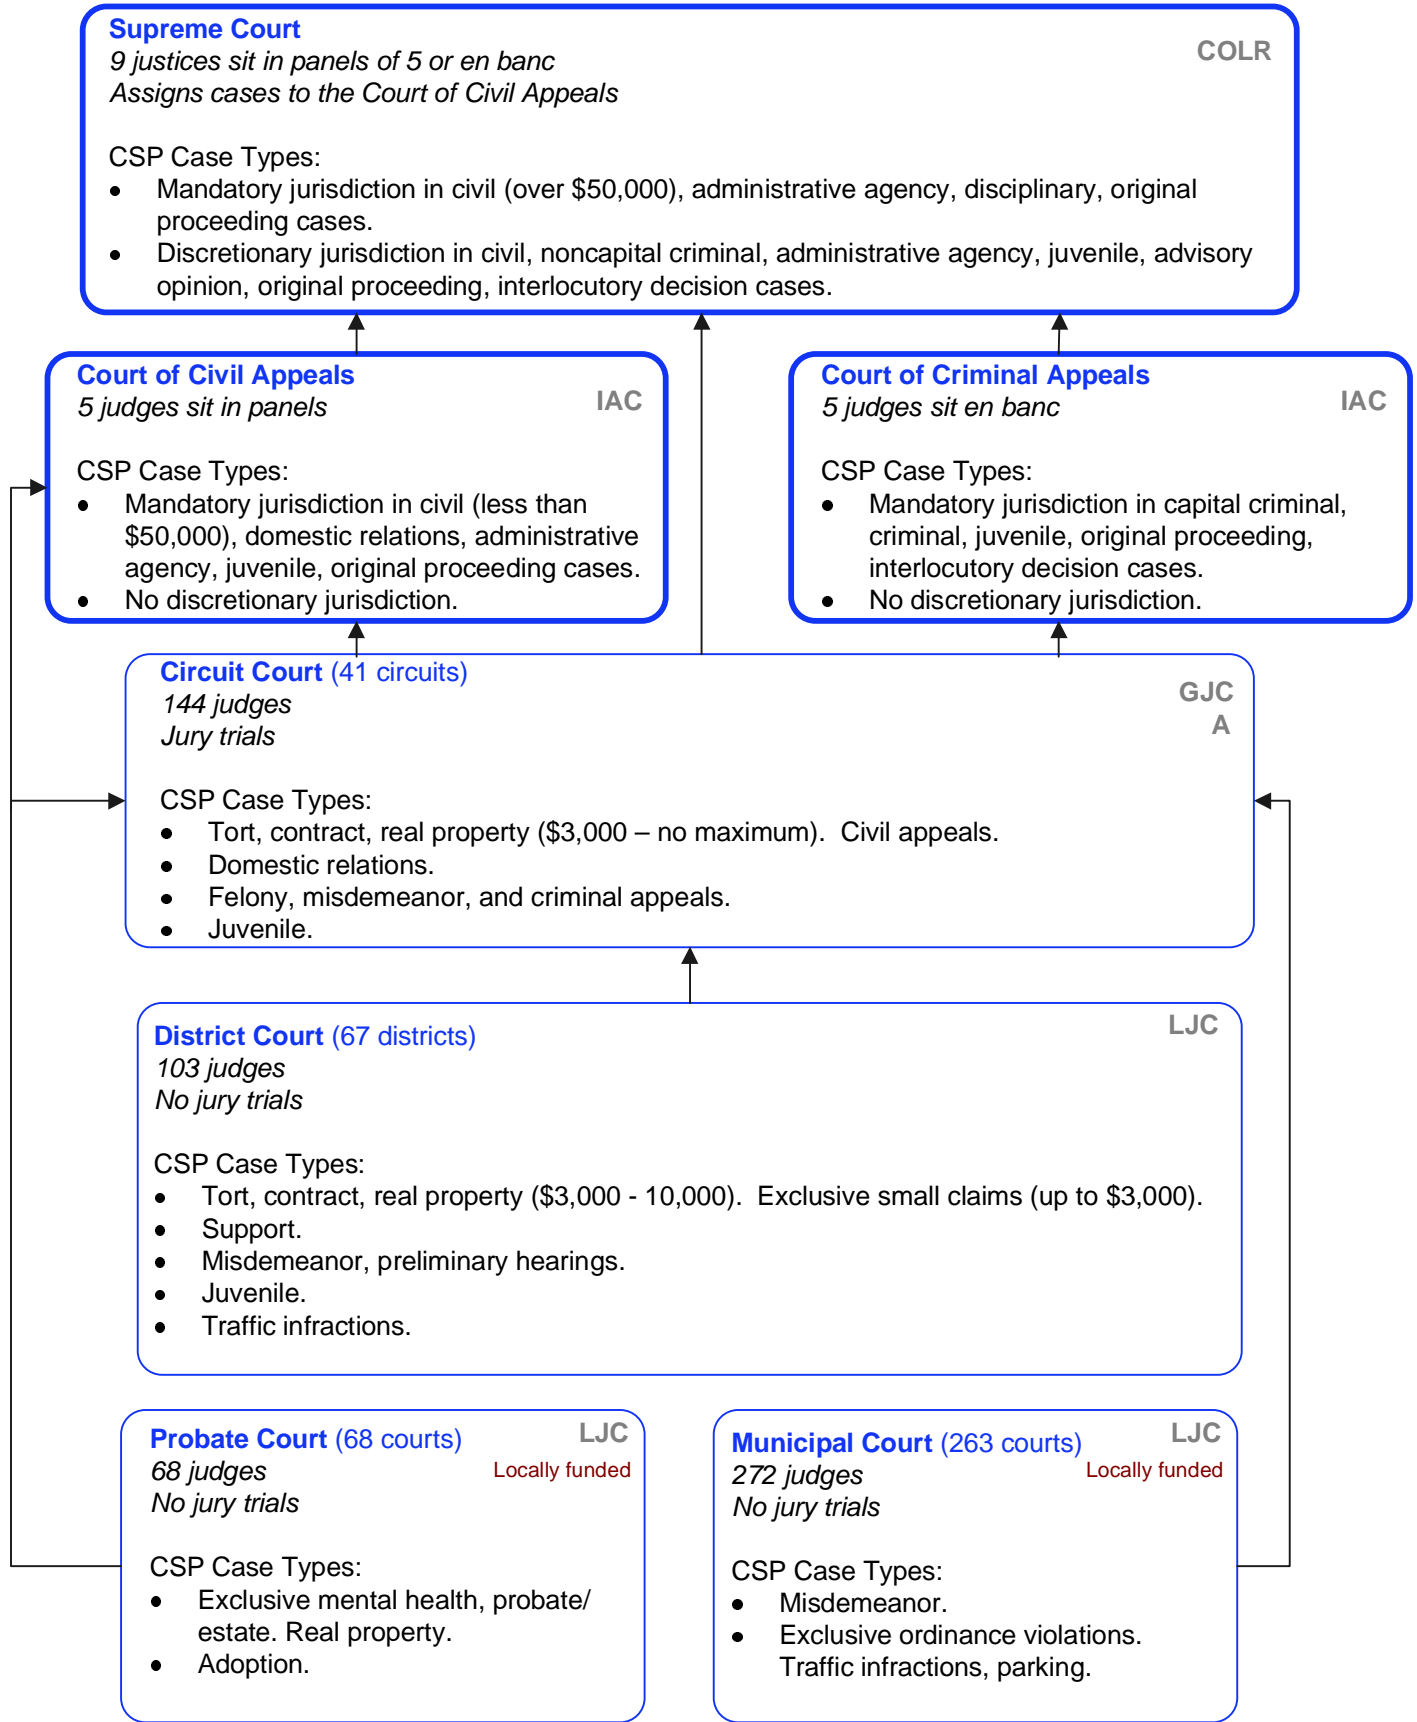 Supreme Court
COLR
9 justices sit in panels of 5 or en banc
Assigns cases to the Court of Civil Appeals
CSP Case Types:
● Mandatory jurisdiction in civil (over $50,000), administrative agency, disciplinary, original
proceeding cases.
● Discretionary jurisdiction in civil, noncapital criminal, administrative agency, juvenile, advisory
opinion, original proceeding, interlocutory decision cases.
Court of Civil Appeals
IAC
5 judges sit in panels
CSP Case Types:
● Mandatory jurisdiction in civil (less than
$50,000), domestic relations, administrative
agency, juvenile, original proceeding cases.
● No discretionary jurisdiction.
Court of Criminal Appeals
IAC
5 judges sit en banc
CSP Case Types:
● Mandatory jurisdiction in capital criminal,
criminal, juvenile, original proceeding,
interlocutory decision cases.
● No discretionary jurisdiction.
Circuit Court (41 circuits)
GJC
A
144 judges
Jury trials
CSP Case Types:
● Tort, contract, real property ($3,000 – no maximum). Civil appeals.
● Domestic relations.
● Felony, misdemeanor, and criminal appeals.
● Juvenile.
District Court (67 districts)
LJC
103 judges
No jury trials
CSP Case Types:
● Tort, contract, real property ($3,000 - 10,000). Exclusive small claims (up to $3,000).
● Support.
● Misdemeanor, preliminary hearings.
● Juvenile.
● Traffic infractions.
Probate Court (68 courts)
LJC
Locally funded
68 judges
No jury trials
CSP Case Types:
● Exclusive mental health, probate/
estate. Real property.
● Adoption.
Municipal Court (263 courts)
LJC
Locally funded
272 judges
No jury trials
CSP Case Types:
● Misdemeanor.
● Exclusive ordinance violations.
Traffic infractions, parking.